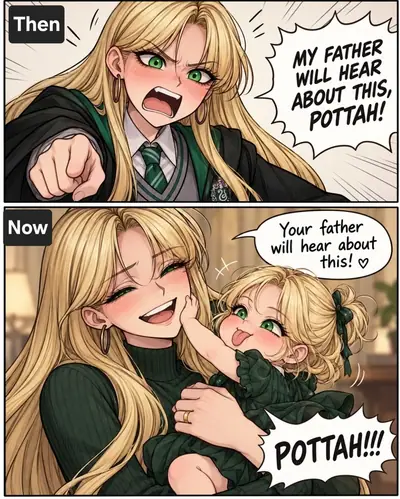 Then
MY FATHER
WILL HEAR
ABOUT THIS,
POTTAH!
Now
Your father
will hear about
this! ♡
POTTAH!!!